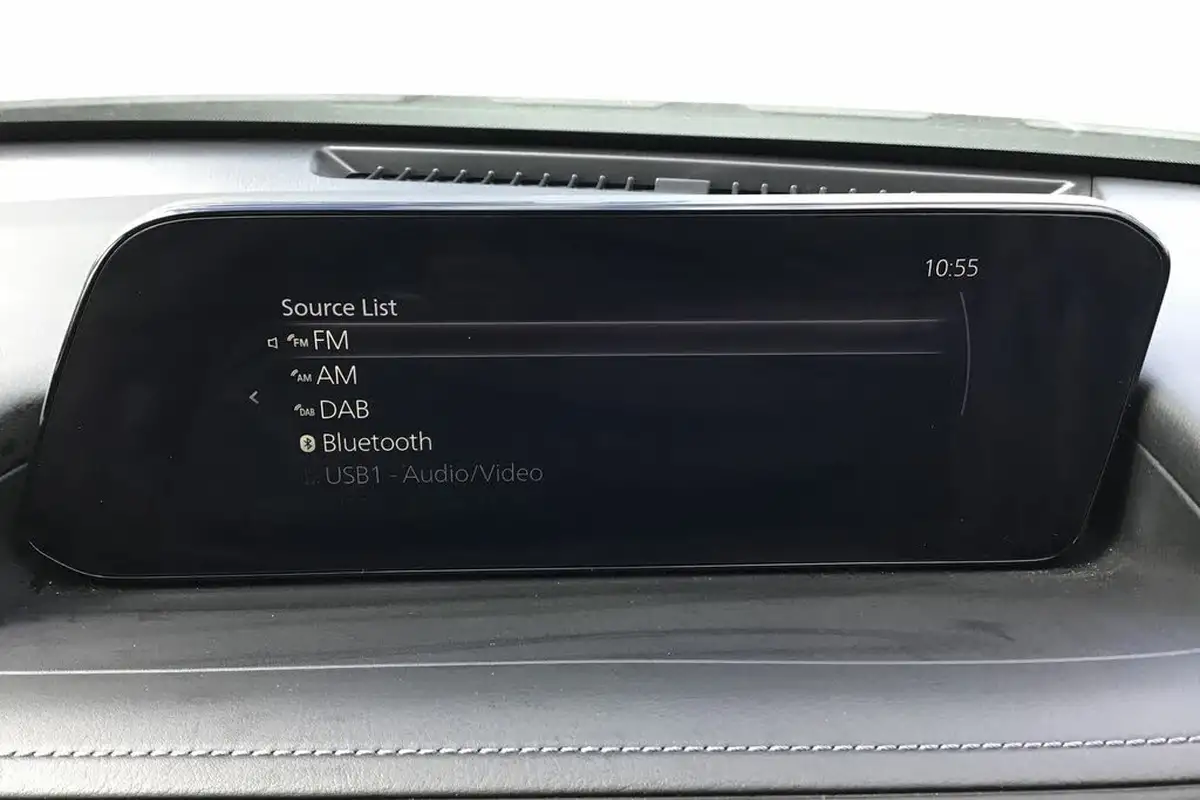 10:55
Source List
FM FM
AM AM
DAB DAB
Bluetooth
USB1 - Audio/Video